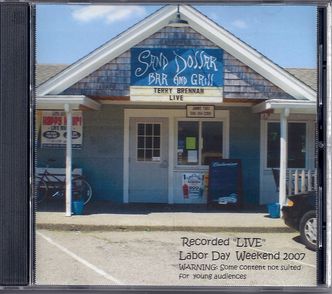 SAND DOLLAR
BAR AND GRILL
TERRY BRENNAN
LIVE
HAPPY
Recorded "LIVE"
Labor Day Weekend 2007
WARNING: Some content not suited
for young audiences